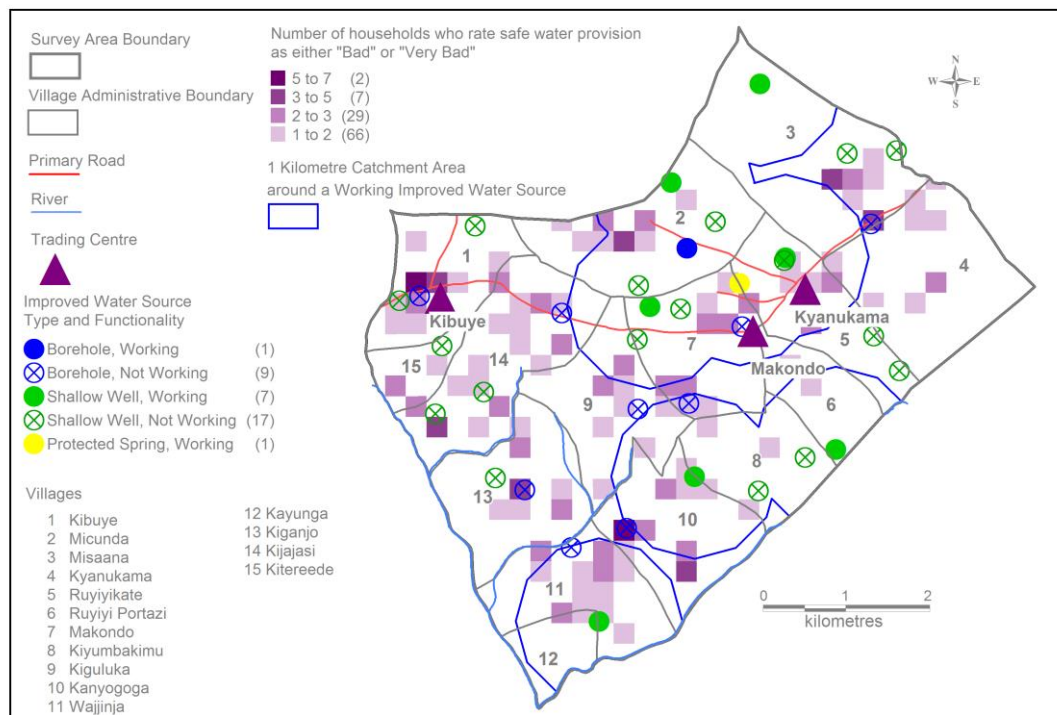 Survey Area Boundary
Village Administrative Boundary
Primary Road
River
Trading Centre
Improved Water Source
Type and Functionality
Borehole, Working (1)
Borehole, Not Working (9)
Shallow Well, Working (7)
Shallow Well, Not Working (17)
Protected Spring, Working (1)
Villages
1 Kibuye
2 Micunda
3 Misaana
4 Kyanukama
5 Ruyiyikate
6 Ruyiyi Portazi
7 Makondo
8 Kiyumbakimu
9 Kiguluka
10 Kanyogoga
11 Wajjinja
12 Kayunga
13 Kiganjo
14 Kijajasi
15 Kitereede
Number of households who rate safe water provision
as either "Bad" or "Very Bad"
5 to 7 (2)
3 to 5 (7)
2 to 3 (29)
1 to 2 (66)
1 Kilometre Catchment Area
around a Working Improved Water Source
N
W E
S
3
2
1
4
Kyanukama
Kibuye
7
5
Makondo
15
14
9
6
8
13
10
11
12
0 1 2
kilometres